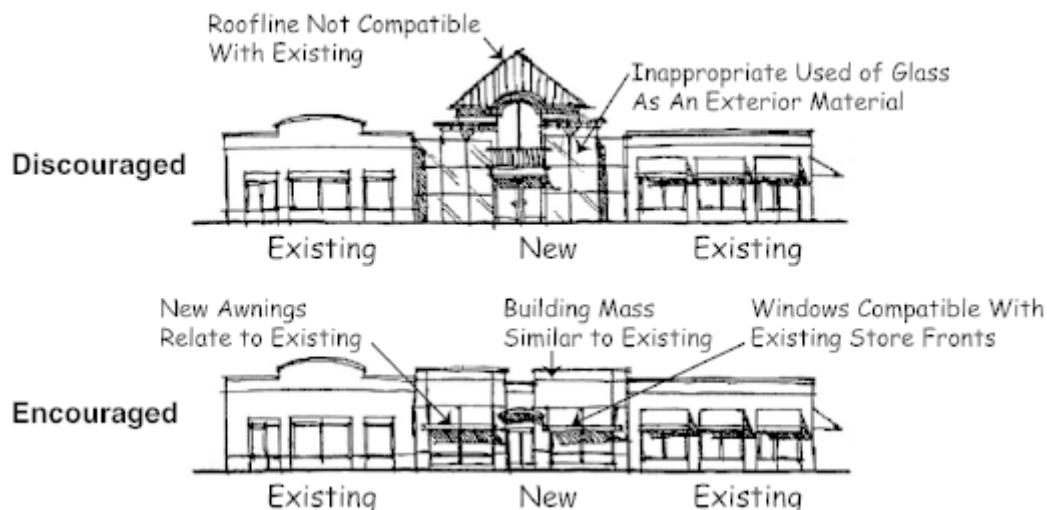 Roofline Not Compatible
With Existing
Inappropriate Used of Glass
As An Exterior Material
Discouraged
Existing
New
Existing
New Awnings
Relate to Existing
Building Mass
Similar to Existing
Windows Compatible With
Existing Store Fronts
Encouraged
Existing
New
Existing